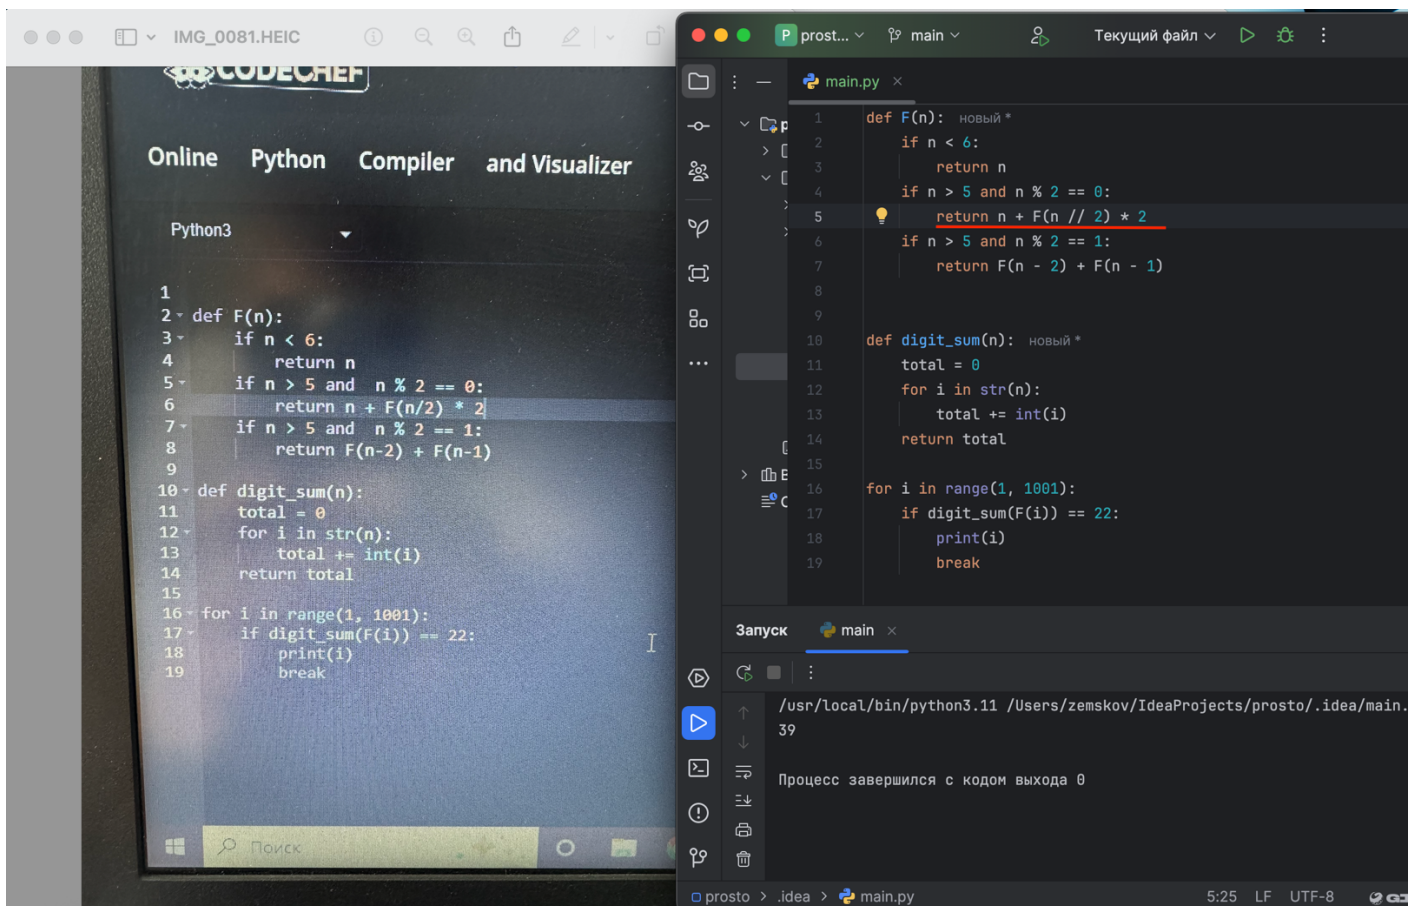 IMG_0081.HEIC
CODECHEF
Online Python Compiler and Visualizer
Python3
1
2 def F(n):
3 if n < 6:
4 return n
5 if n > 5 and n % 2 == 0:
6 return n + F(n/2) * 2
7 if n > 5 and n % 2 == 1:
8 return F(n-2) + F(n-1)
9
10 def digit_sum(n):
11 total = 0
12 for i in str(n):
13 total += int(i)
14 return total
15
16 for i in range(1, 1001):
17 if digit_sum(F(i)) == 22:
18 print(i)
19 break
Поиск
P prost... main Текущий файл
main.py
1 def F(n): новый *
2 if n < 6:
3 return n
4 if n > 5 and n % 2 == 0:
5 return n + F(n // 2) * 2
6 if n > 5 and n % 2 == 1:
7 return F(n - 2) + F(n - 1)
8
9
10 def digit_sum(n): новый *
11 total = 0
12 for i in str(n):
13 total += int(i)
14 return total
15
16 for i in range(1, 1001):
17 if digit_sum(F(i)) == 22:
18 print(i)
19 break
Запуск main
/usr/local/bin/python3.11 /Users/zemskov/IdeaProjects/prosto/.idea/main.
39
Процесс завершился с кодом выхода 0
prosto > .idea > main.py 5:25 LF UTF-8